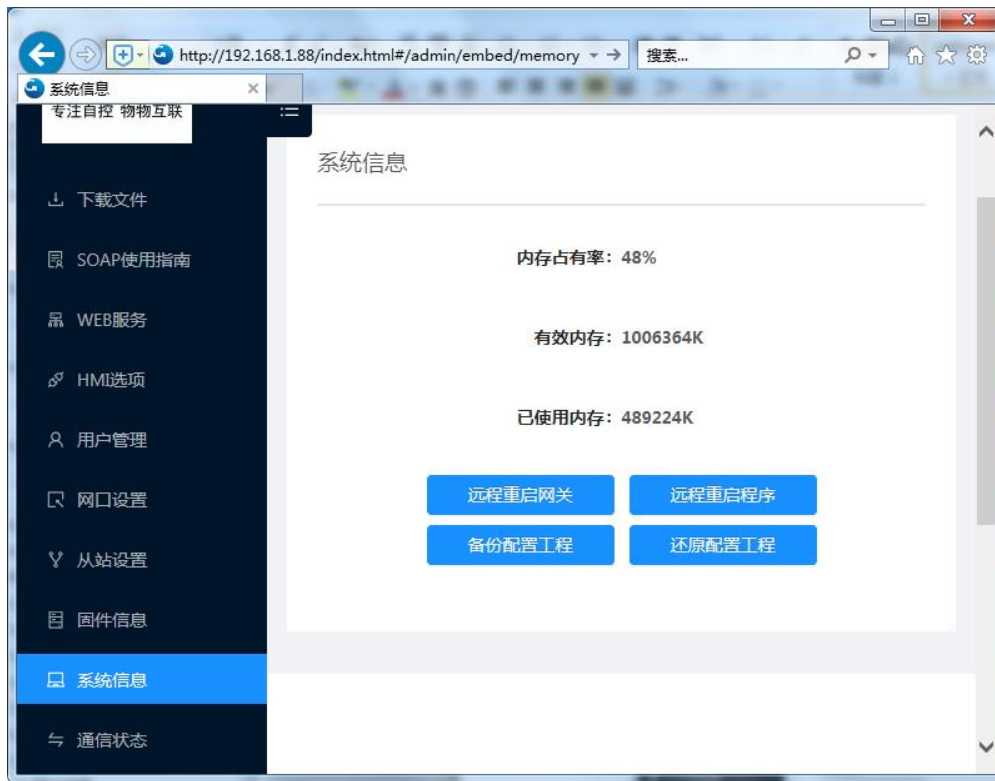 http://192.168.1.88/index.html#/admin/embed/memory
搜索...
系统信息
专注自控 物物互联
下载文件
SOAP使用指南
WEB服务
HMI选项
用户管理
网口设置
从站设置
固件信息
系统信息
通信状态
系统信息
内存占有率：48%
有效内存：1006364K
已使用内存：489224K
远程重启网关 远程重启程序
备份配置工程 还原配置工程